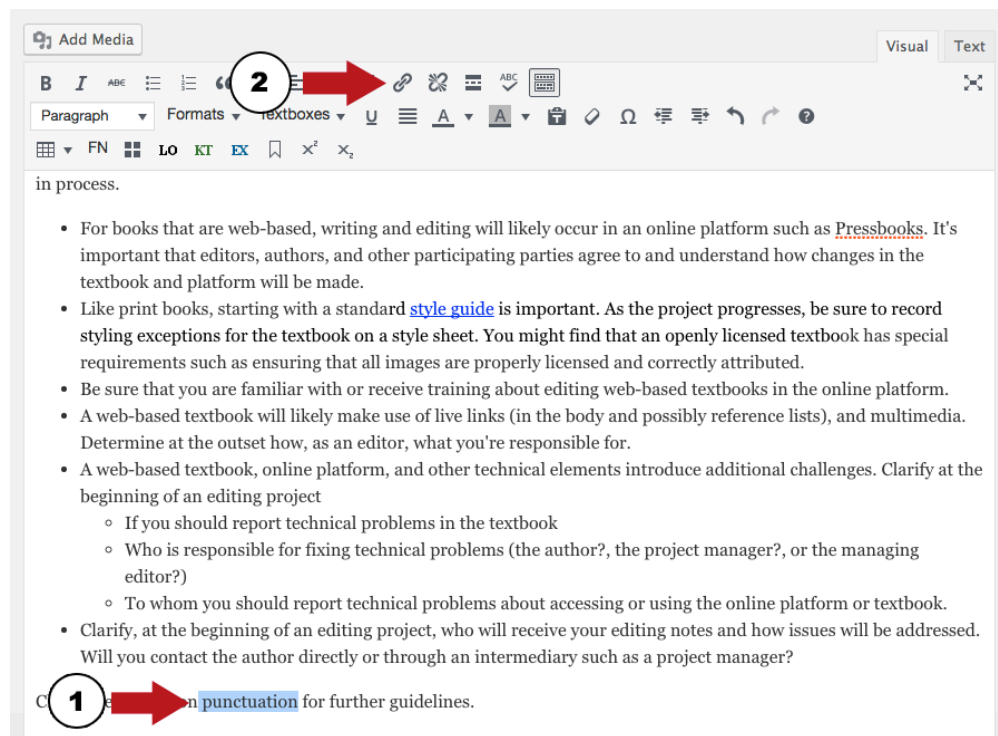 Add Media
Visual Text
B I ABC 2 ABC
Paragraph Formats Textboxes U A A Ω
FN LO KT EX x² x₂
in process.
• For books that are web-based, writing and editing will likely occur in an online platform such as Pressbooks. It's
important that editors, authors, and other participating parties agree to and understand how changes in the
textbook and platform will be made.
• Like print books, starting with a standard style guide is important. As the project progresses, be sure to record
styling exceptions for the textbook on a style sheet. You might find that an openly licensed textbook has special
requirements such as ensuring that all images are properly licensed and correctly attributed.
• Be sure that you are familiar with or receive training about editing web-based textbooks in the online platform.
• A web-based textbook will likely make use of live links (in the body and possibly reference lists), and multimedia.
Determine at the outset how, as an editor, what you're responsible for.
• A web-based textbook, online platform, and other technical elements introduce additional challenges. Clarify at the
beginning of an editing project
◦ If you should report technical problems in the textbook
◦ Who is responsible for fixing technical problems (the author?, the project manager?, or the managing
editor?)
◦ To whom you should report technical problems about accessing or using the online platform or textbook.
• Clarify, at the beginning of an editing project, who will receive your editing notes and how issues will be addressed.
Will you contact the author directly or through an intermediary such as a project manager?
1 punctuation for further guidelines.